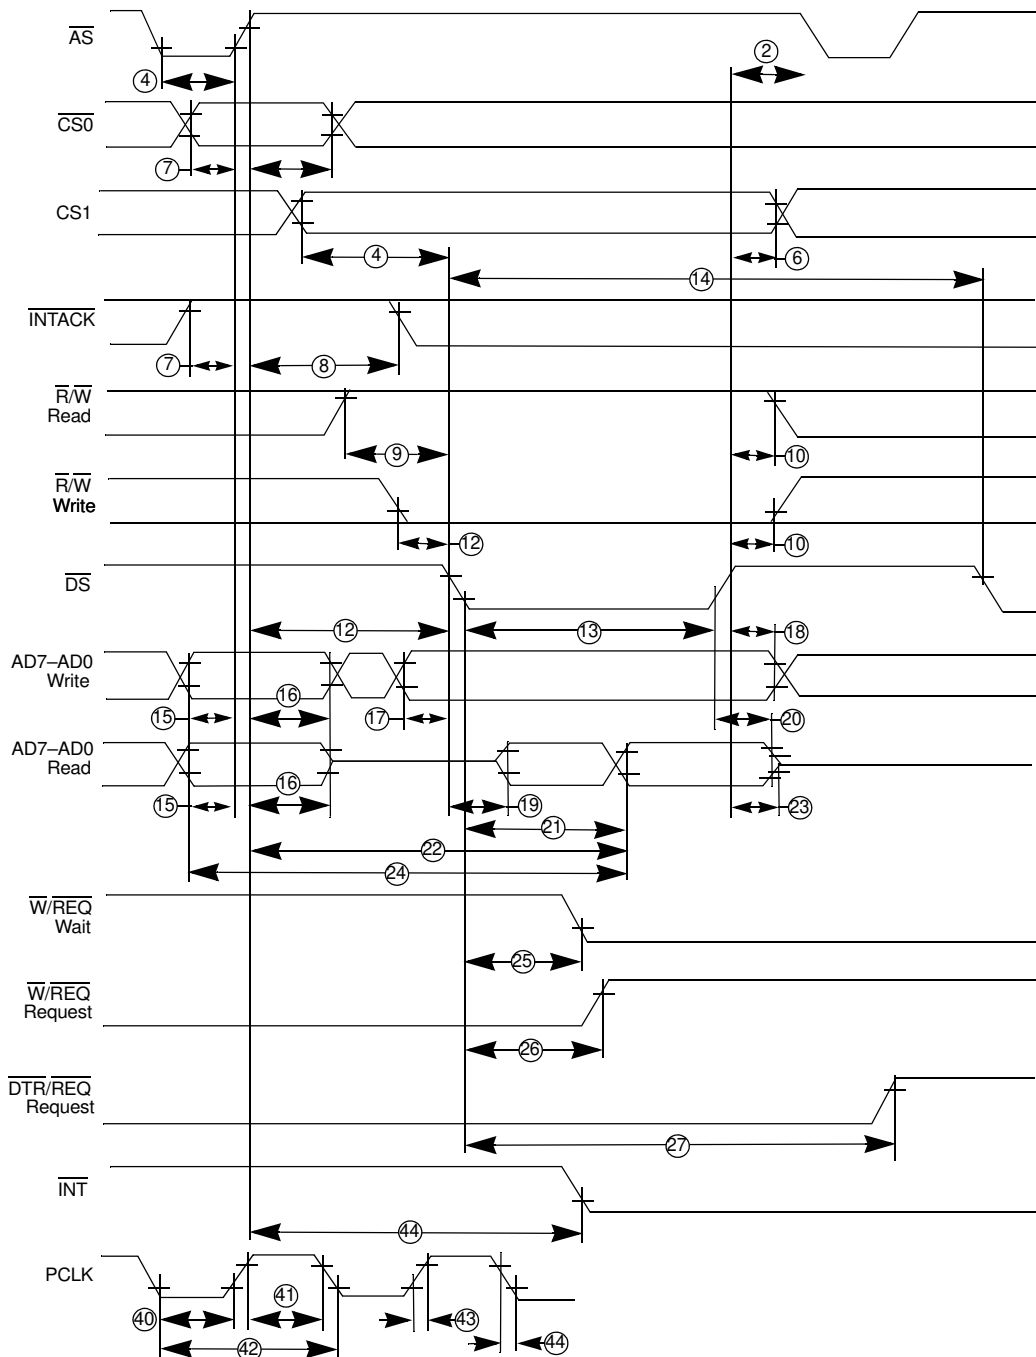 AS
2
4
CS0
7
CS1
4
6
14
INTACK
7
8
R/W
Read
9
10
R/W
Write
12
10
DS
12
13
18
AD7–AD0
Write
16
15
17
20
AD7–AD0
Read
16
15
19
23
21
22
24
W/REQ
Wait
25
W/REQ
Request
26
DTR/REQ
Request
27
INT
44
PCLK
41
40
43
42
44